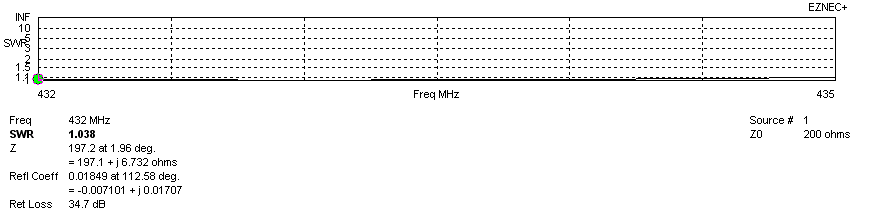 EZNEC+
INF
10
5
SWR
3
2
1.5
1.1
1
432
Freq MHz
435
Freq 432 MHz Source # 1
SWR 1.038 Z0 200 ohms
Z 197.2 at 1.96 deg.
= 197.1 + j 6.732 ohms
Refl Coeff 0.01849 at 112.58 deg.
= -0.007101 + j 0.01707
Ret Loss 34.7 dB